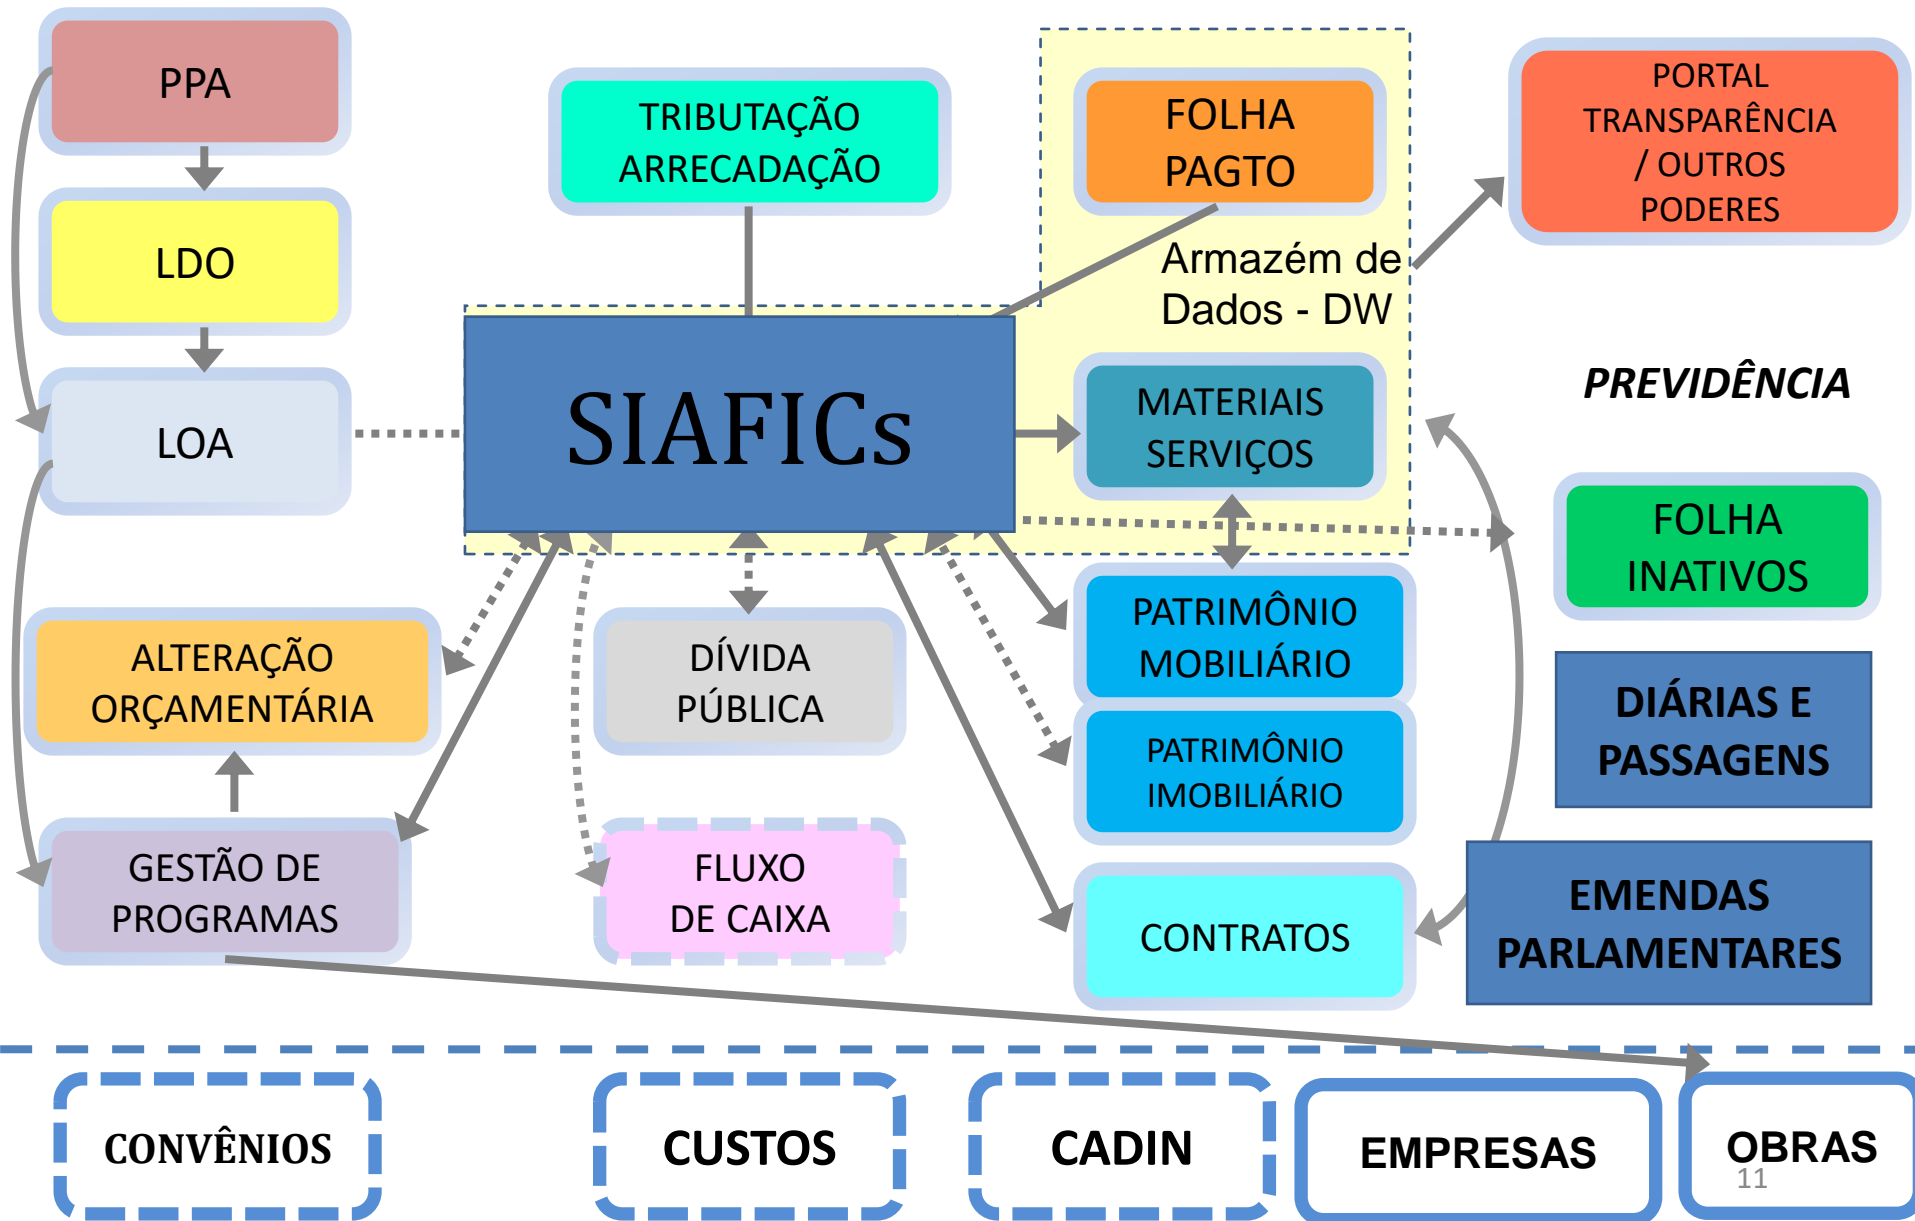 PPA
LDO
LOA
TRIBUTAÇÃO
ARRECADAÇÃO
FOLHA
PAGTO
Armazém de
Dados - DW
PORTAL
TRANSPARÊNCIA
/ OUTROS
PODERES
SIAFICs
MATERIAIS
SERVIÇOS
PREVIDÊNCIA
FOLHA
INATIVOS
ALTERAÇÃO
ORÇAMENTÁRIA
DÍVIDA
PÚBLICA
PATRIMÔNIO
MOBILIÁRIO
PATRIMÔNIO
IMOBILIÁRIO
DIÁRIAS E
PASSAGENS
GESTÃO DE
PROGRAMAS
FLUXO
DE CAIXA
CONTRATOS
EMENDAS
PARLAMENTARES
CONVÊNIOS
CUSTOS
CADIN
EMPRESAS
OBRAS
11